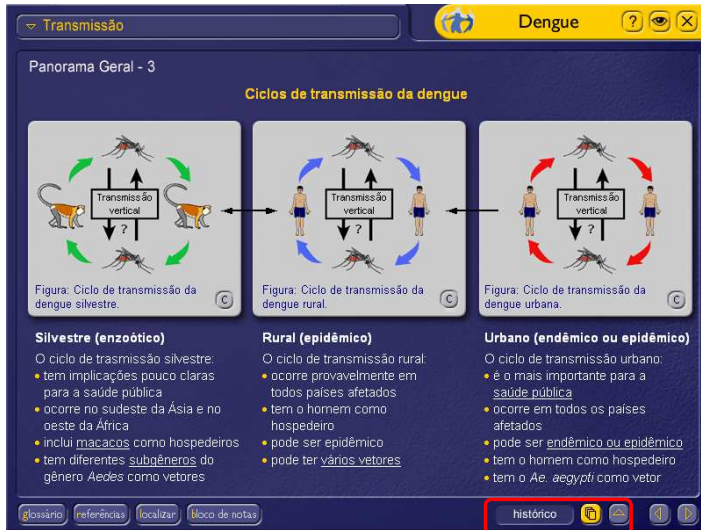 Transmissão
Dengue
?
X
Panorama Geral - 3
Ciclos de transmissão da dengue
Transmissão
vertical
?
Figura: Ciclo de transmissão da
dengue silvestre.
C
Transmissão
vertical
?
Figura: Ciclo de transmissão da
dengue rural.
C
Transmissão
vertical
?
Figura: Ciclo de transmissão da
dengue urbana.
C
Silvestre (enzoótico)
O ciclo de trasmissão silvestre:
• tem implicações pouco claras
para a saúde pública
• ocorre no sudeste da Ásia e no
oeste da África
• inclui macacos como hospedeiros
• tem diferentes subgêneros do
gênero Aedes como vetores
Rural (epidêmico)
O ciclo de transmissão rural:
• ocorre provavelmente em
todos países afetados
• tem o homem como
hospedeiro
• pode ser epidêmico
• pode ter vários vetores
Urbano (endêmico ou epidêmico)
O ciclo de transmissão urbano:
• é o mais importante para a
saúde pública
• ocorre em todos os países
afetados
• pode ser endêmico ou epidêmico
• tem o homem como hospedeiro
• tem o Ae. aegypti como vetor
glossário
referências
localizar
bloco de notas
histórico